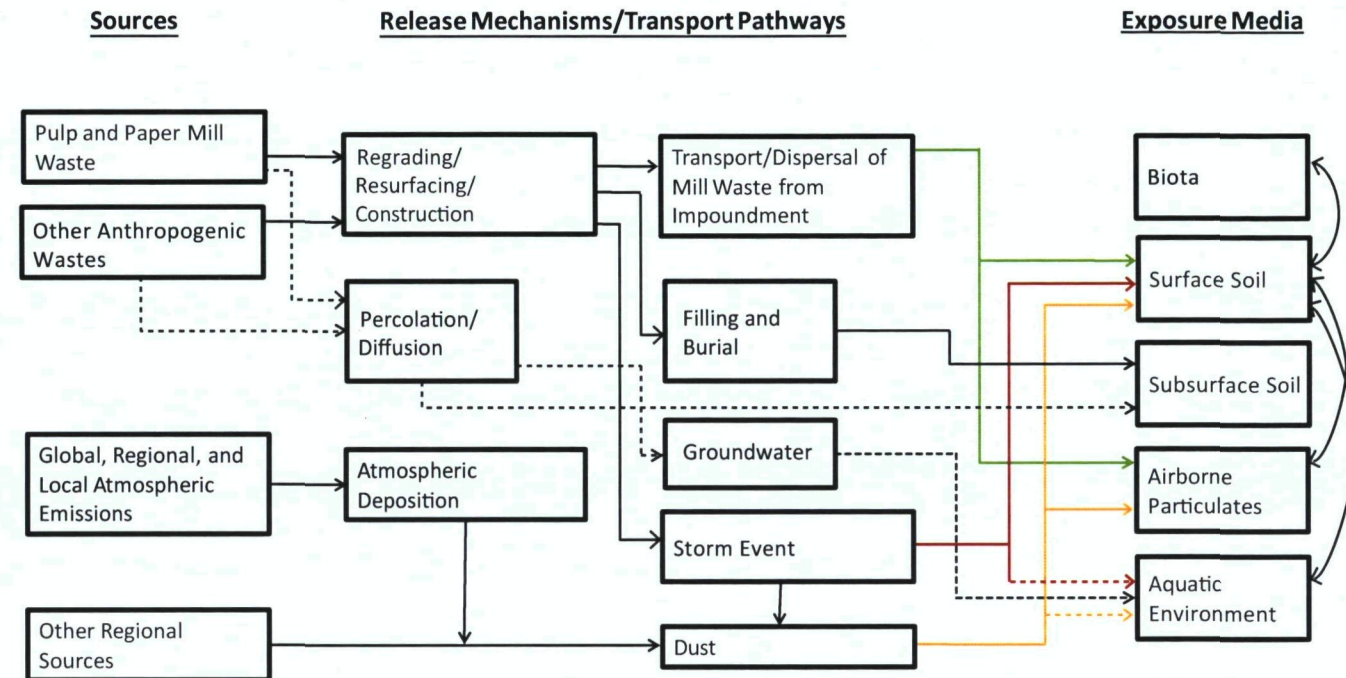 Sources
Release Mechanisms/Transport Pathways
Exposure Media
Pulp and Paper Mill
Waste
Other Anthropogenic
Wastes
Global, Regional, and
Local Atmospheric
Emissions
Other Regional
Sources
Regrading/
Resurfacing/
Construction
Percolation/
Diffusion
Atmospheric
Deposition
Transport/Dispersal of
Mill Waste from
Impoundment
Filling and
Burial
Groundwater
Storm Event
Dust
Biota
Surface Soil
Subsurface Soil
Airborne
Particulates
Aquatic
Environment